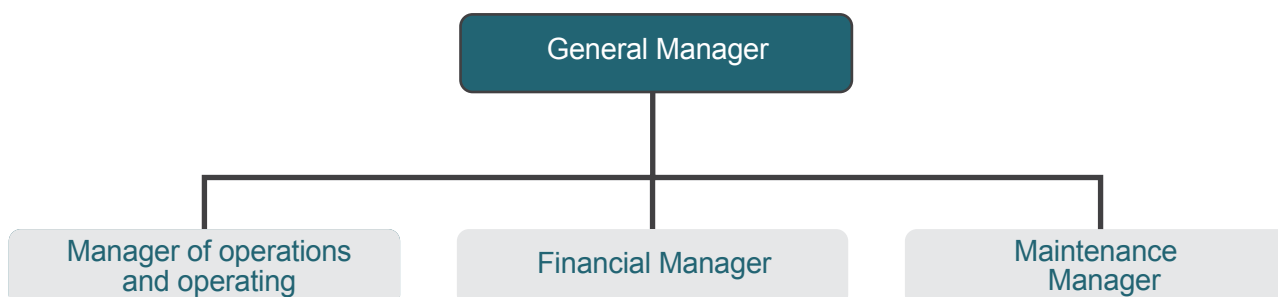 General Manager
Manager of operations
and operating
Financial Manager
Maintenance
Manager